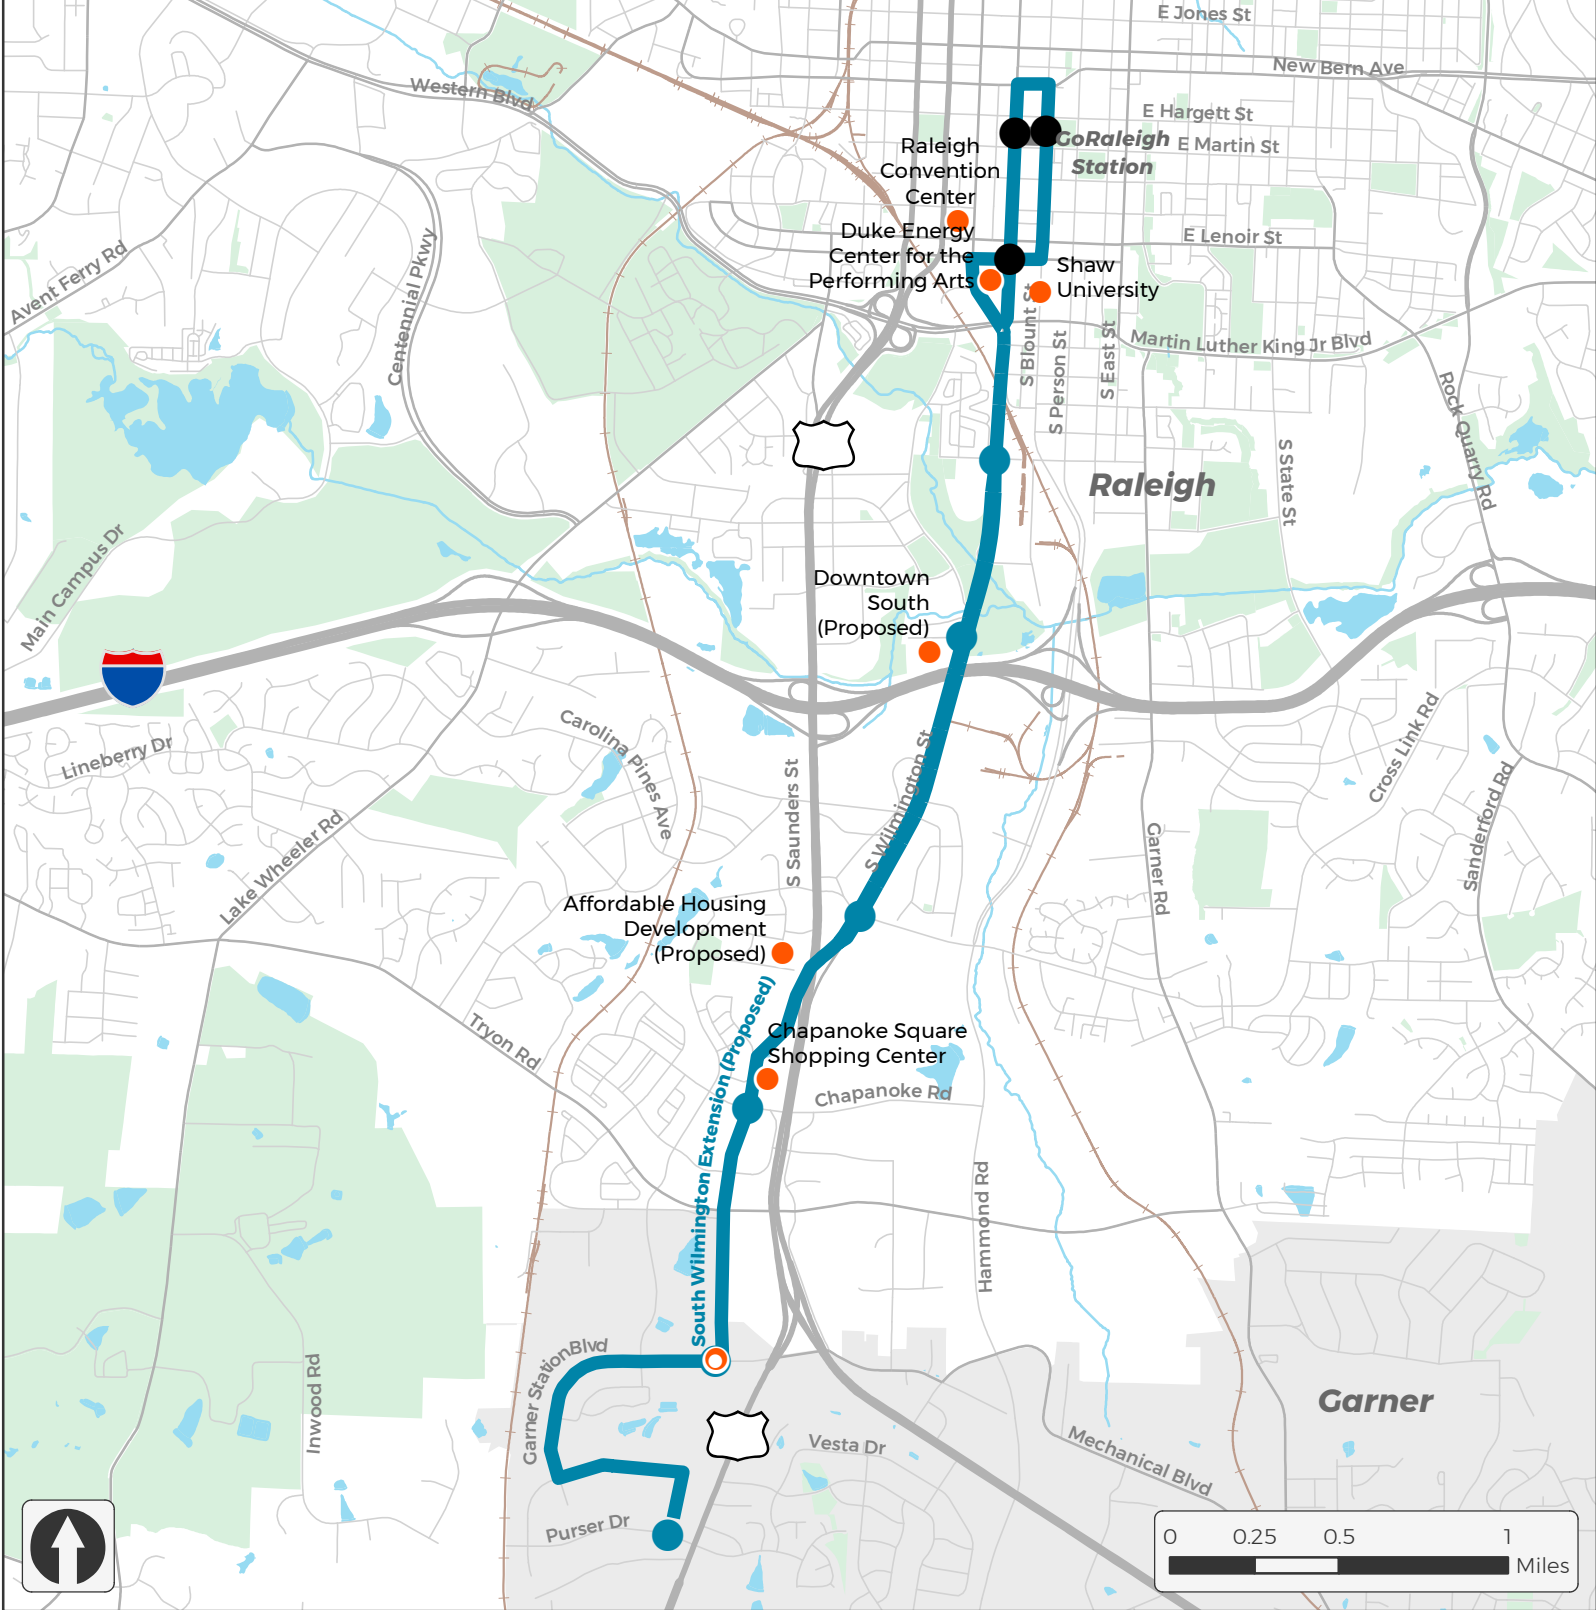 E Jones St
New Bern Ave
Western Blvd
E Hargett St
GoRaleigh
Station
E Martin St
Raleigh
Convention
Center
Duke Energy
Center for the
Performing Arts
E Lenoir St
Shaw
University
Avent Ferry Rd
Centennial Pkwy
S Blount St
S Person St
S East St
Martin Luther King Jr Blvd
Rock Quarry Rd
S State St
Raleigh
Main Campus Dr
Downtown
South
(Proposed)
Lineberry Dr
Carolina Pines Ave
S Saunders St
S Wilmington St
Cross Link Rd
Sanderford Rd
Garner Rd
Lake Wheeler Rd
Affordable Housing
Development
(Proposed)
South Wilmington Extension (Proposed)
Tryon Rd
Chapanoke Square
Shopping Center
Chapanoke Rd
Hammond Rd
Inwood Rd
Garner Station Blvd
Garner
Vesta Dr
Mechanical Blvd
Purser Dr
0 0.25 0.5 1
Miles